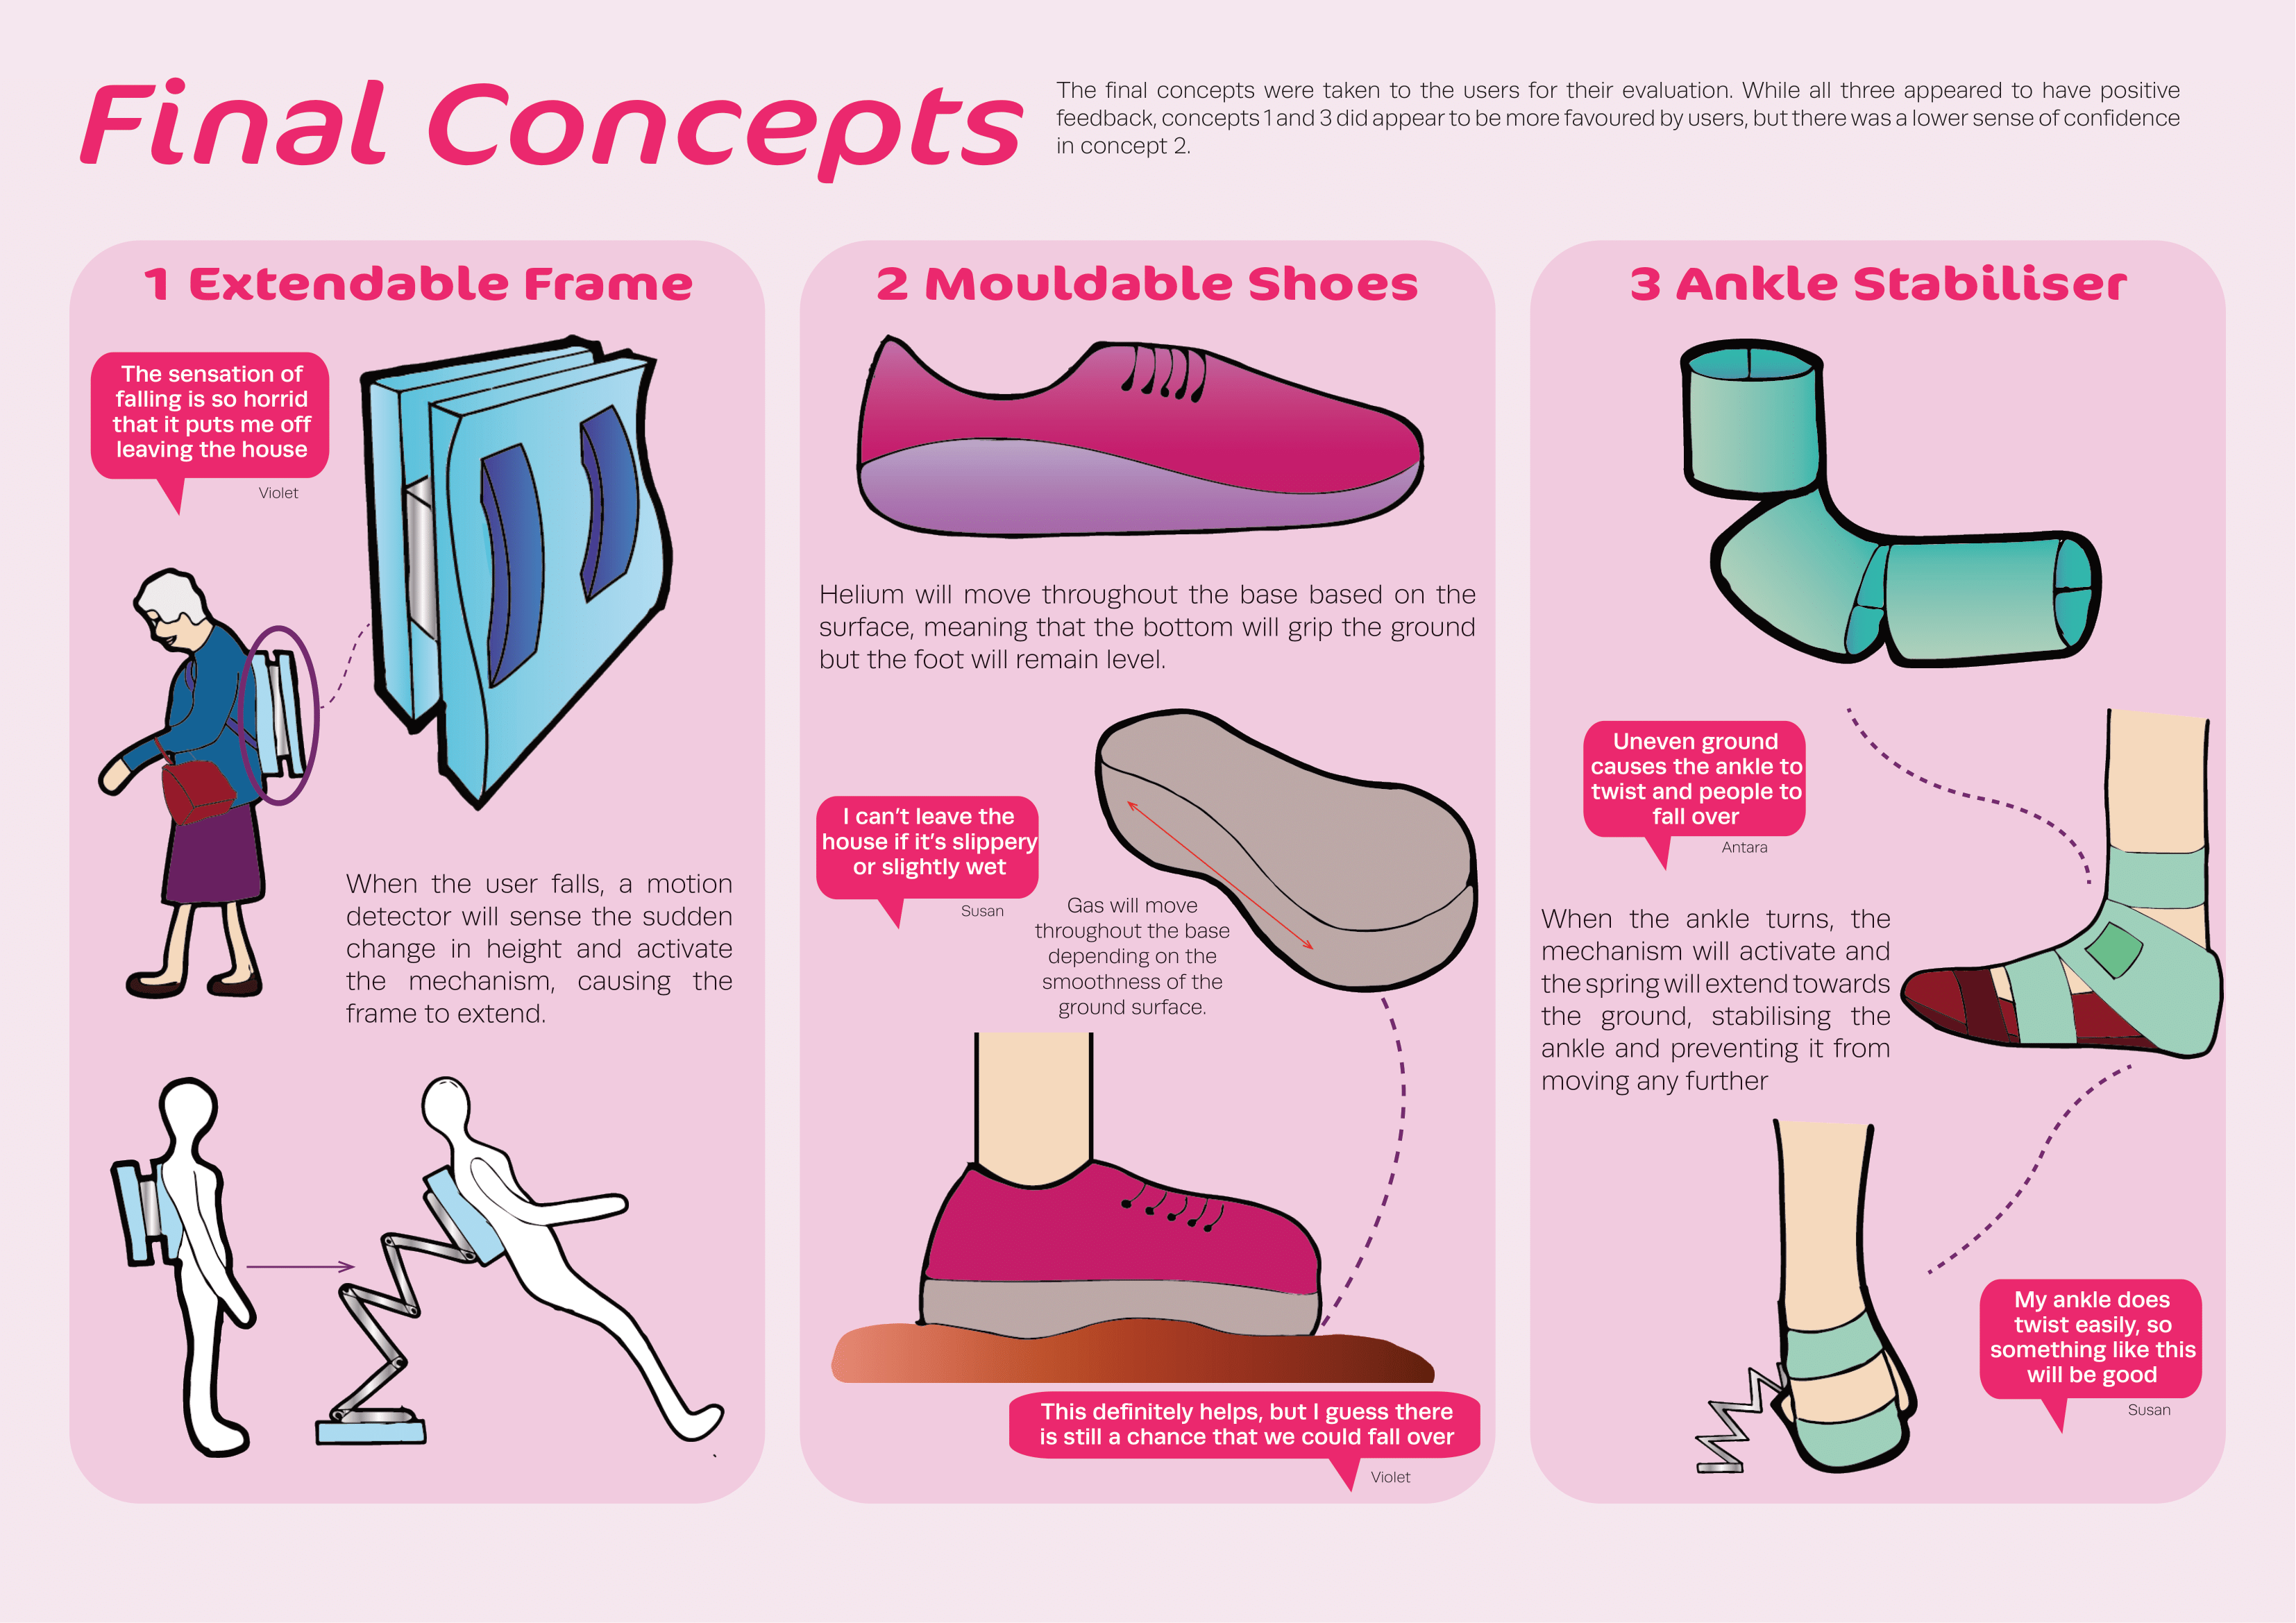 Final Concepts
The final concepts were taken to the users for their evaluation. While all three appeared to have positive
feedback, concepts 1 and 3 did appear to be more favoured by users, but there was a lower sense of confidence
in concept 2.
1 Extendable Frame
The sensation of
falling is so horrid
that it puts me off
leaving the house
Violet
When the user falls, a motion
detector will sense the sudden
change in height and activate
the mechanism, causing the
frame to extend.
2 Mouldable Shoes
Helium will move throughout the base based on the
surface, meaning that the bottom will grip the ground
but the foot will remain level.
I can't leave the
house if it's slippery
or slightly wet
Susan
Gas will move
throughout the base
depending on the
smoothness of the
ground surface.
This definitely helps, but I guess there
is still a chance that we could fall over
Violet
3 Ankle Stabiliser
Uneven ground
causes the ankle to
twist and people to
fall over
Antara
When the ankle turns, the
mechanism will activate and
the spring will extend towards
the ground, stabilising the
ankle and preventing it from
moving any further
My ankle does
twist easily, so
something like this
will be good
Susan